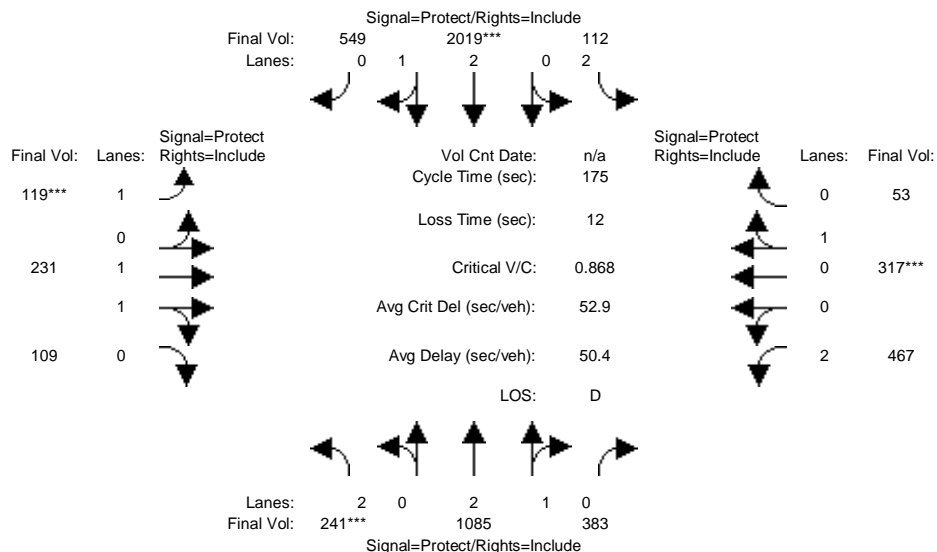 Signal=Protect/Rights=Include
Final Vol: 549 2019*** 112
Lanes: 0 1 2 0 2
Signal=Protect
Final Vol: Lanes: Rights=Include
Vol Cnt Date: n/a
Signal=Protect
Rights=Include Lanes: Final Vol:
Cycle Time (sec): 175
119*** 1
0 53
Loss Time (sec): 12
0
1
231 1
Critical V/C: 0.868
0 317***
1
Avg Crit Del (sec/veh): 52.9
0
109 0
Avg Delay (sec/veh): 50.4
2 467
LOS: D
Lanes: 2 0 2 1 0
Final Vol: 241*** 1085 383
Signal=Protect/Rights=Include